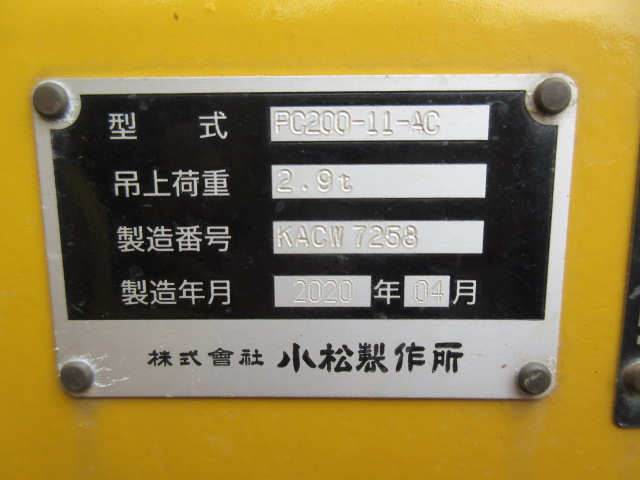 型式 PC200-11-AC
吊上荷重 2.9t
製造番号 KACW7258
製造年月 2020年04月
株式會社 小松製作所